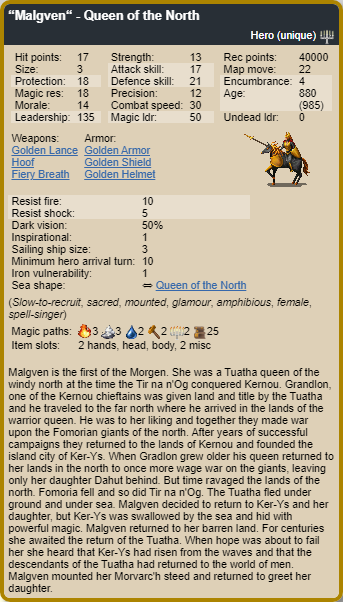 “Malgven“ - Queen of the North
Hero (unique)
Hit points: 17 Strength: 13 Rec points: 40000
Size: 3 Attack skill: 17 Map move: 22
Protection: 18 Defence skill: 21 Encumbrance: 4
Magic res: 18 Precision: 12 Age: 880
Morale: 14 Combat speed: 30 (985)
Leadership: 135 Magic ldr: 50 Undead ldr: 0
Weapons: Armor:
Golden Lance Golden Armor
Hoof Golden Shield
Fiery Breath Golden Helmet
Resist fire: 10
Resist shock: 5
Dark vision: 50%
Inspirational: 1
Sailing ship size: 3
Minimum hero arrival turn: 10
Iron vulnerability: 1
Sea shape: ⇔ Queen of the North
(Slow-to-recruit, sacred, mounted, glamour, amphibious, female,
spell-singer)
Magic paths: 3 3 2 2 2 25
Item slots: 2 hands, head, body, 2 misc
Malgven is the first of the Morgen. She was a Tuatha queen of the
windy north at the time the Tir na n'Og conquered Kernou. Grandlon,
one of the Kernou chieftains was given land and title by the Tuatha
and he traveled to the far north where he arrived in the lands of the
warrior queen. He was to her liking and together they made war
upon the Fomorian giants of the north. After years of successful
campaigns they returned to the lands of Kernou and founded the
island city of Ker-Ys. When Gradlon grew older his queen returned to
her lands in the north to once more wage war on the giants, leaving
only her daughter Dahut behind. But time ravaged the lands of the
north. Fomoria fell and so did Tir na n'Og. The Tuatha fled under
ground and under sea. Malgven decided to return to Ker-Ys and her
daughter, but Ker-Ys was swallowed by the sea and hid with
powerful magic. Malgven returned to her barren land. For centuries
she awaited the return of the Tuatha. When hope was about to fail
her she heard that Ker-Ys had risen from the waves and that the
descendants of the Tuatha had returned to the world of men.
Malgven mounted her Morvarc'h steed and returned to greet her
daughter.